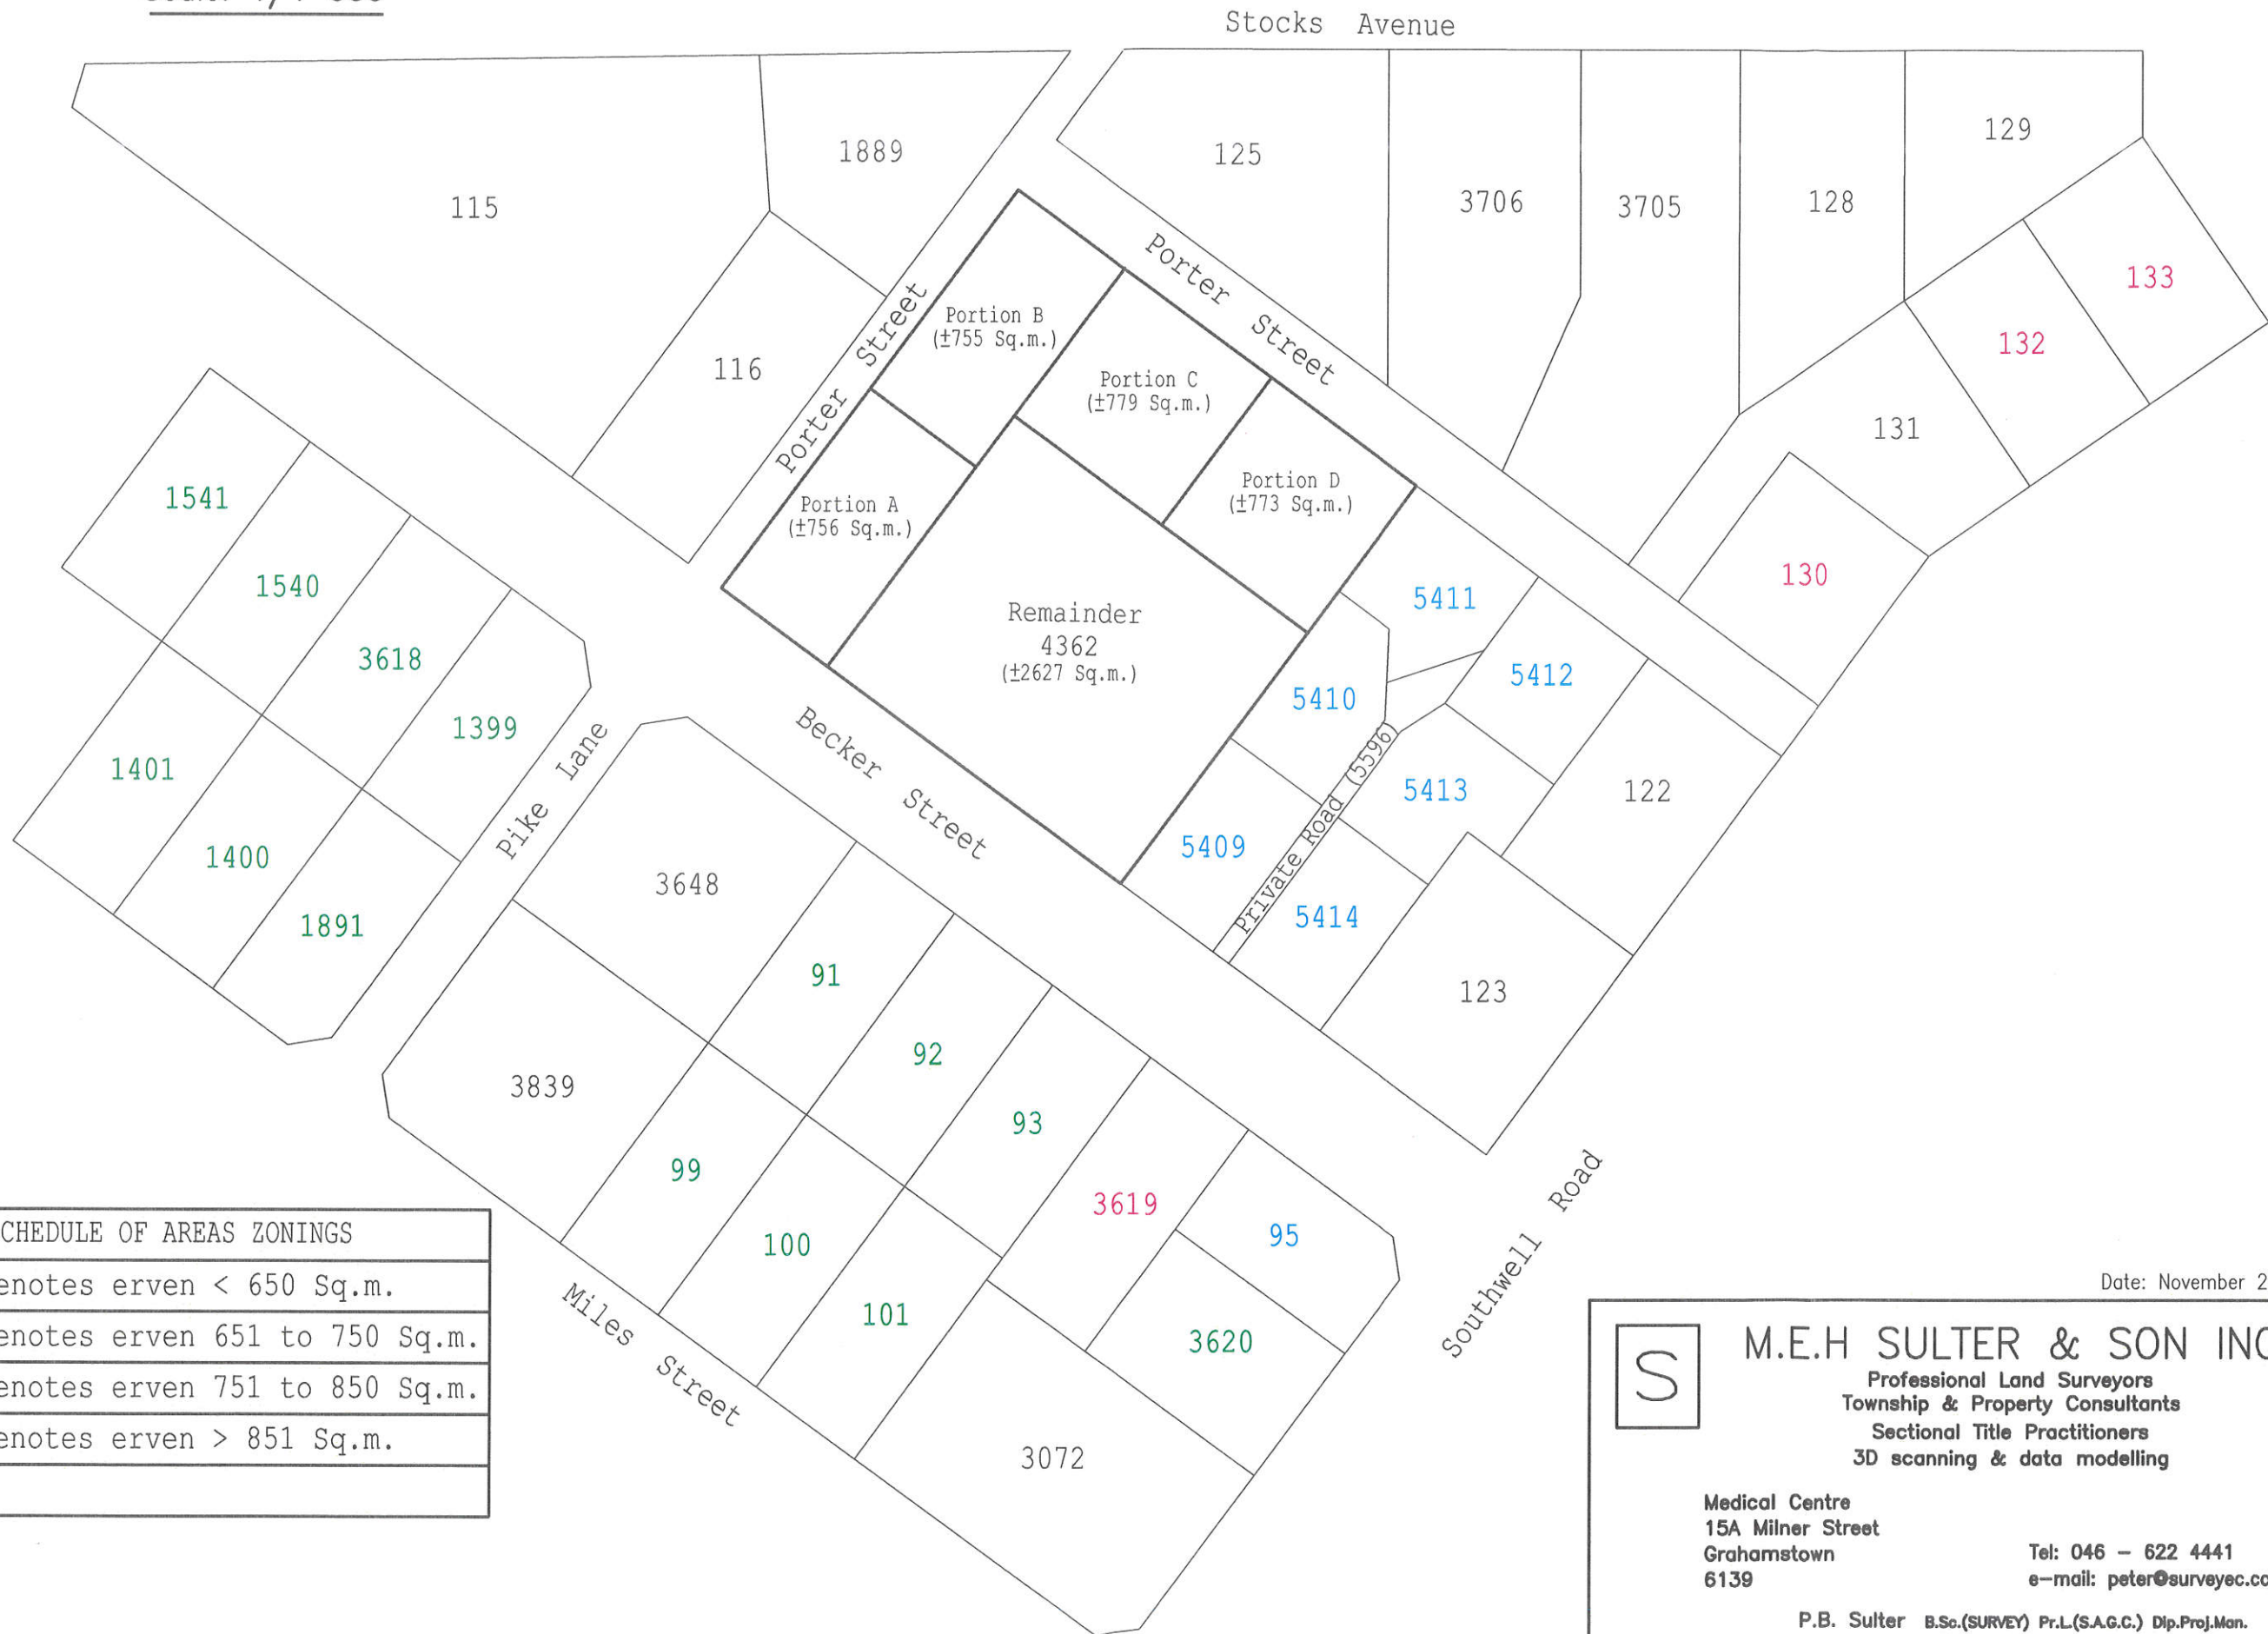 Stocks Avenue
115
1889
116
125
3706
3705
128
129
133
132
131
130
Porter Street
Porter Street
Portion B
(±755 Sq.m.)
Portion C
(±779 Sq.m.)
Portion D
(±773 Sq.m.)
Portion A
(±756 Sq.m.)
Remainder
4362
(±2627 Sq.m.)
1541
1540
3618
1399
1401
1400
1891
Pike Lane
Becker Street
5411
5410
5412
5413
5409
5414
Private Road (5596)
122
123
3648
91
92
93
3619
95
3839
99
100
101
3620
3072
Miles Street
Southwell Road
CHEDULE OF AREAS ZONINGS
enotes erven < 650 Sq.m.
enotes erven 651 to 750 Sq.m.
enotes erven 751 to 850 Sq.m.
enotes erven > 851 Sq.m.
Date: November 2
S
M.E.H SULTER & SON INC
Professional Land Surveyors
Township & Property Consultants
Sectional Title Practitioners
3D scanning & data modelling
Medical Centre
15A Milner Street
Grahamstown
6139
Tel: 046 - 622 4441
e-mail: peter@surveyec.co
P.B. Sulter B.Sc.(SURVEY) Pr.L.(S.A.G.C.) Dip.Proj.Man.